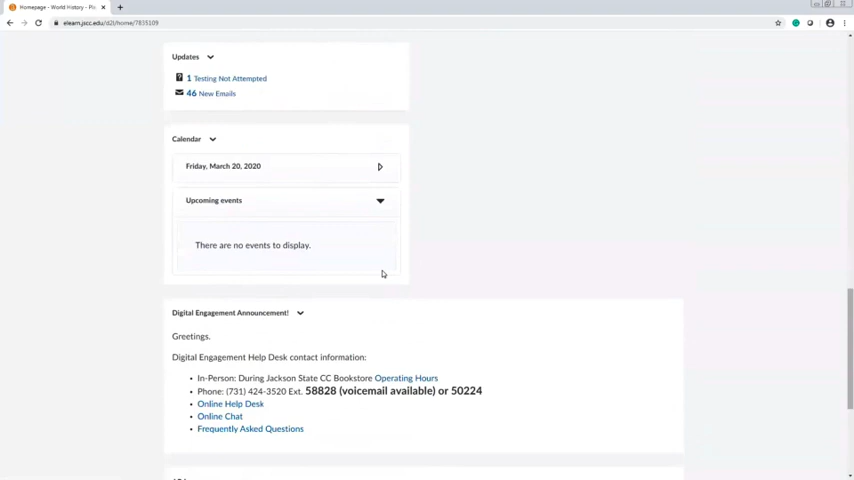 Homepage - World History - Pix
elearn.jscc.edu/d2l/home/7835109
Updates
1 Testing Not Attempted
46 New Emails
Calendar
Friday, March 20, 2020
Upcoming events
There are no events to display.
Digital Engagement Announcement!
Greetings.
Digital Engagement Help Desk contact information:
In-Person: During Jackson State CC Bookstore Operating Hours
Phone: (731) 424-3520 Ext. 58828 (voicemail available) or 50224
Online Help Desk
Online Chat
Frequently Asked Questions